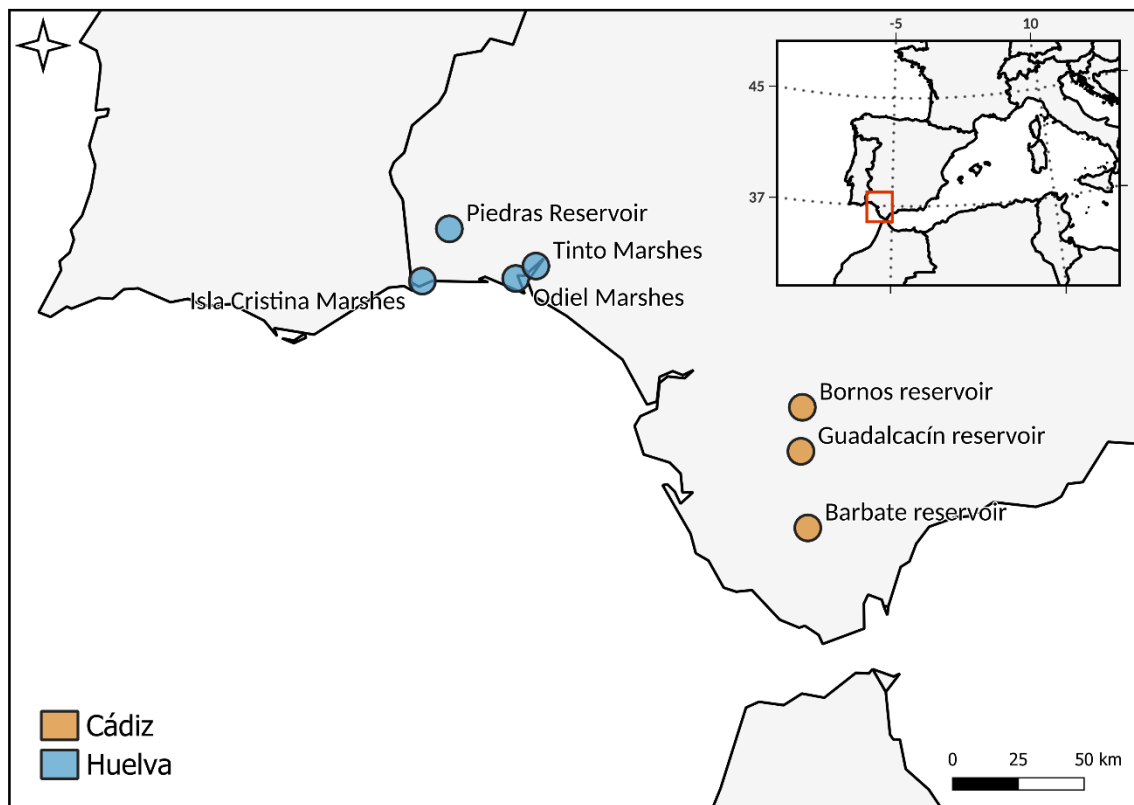 -5 10
45
37
Piedras Reservoir
Tinto Marshes
Isla Cristina Marshes
Odiel Marshes
Bornos reservoir
Guadalcacín reservoir
Barbate reservoir
Cádiz
Huelva
0 25 50 km